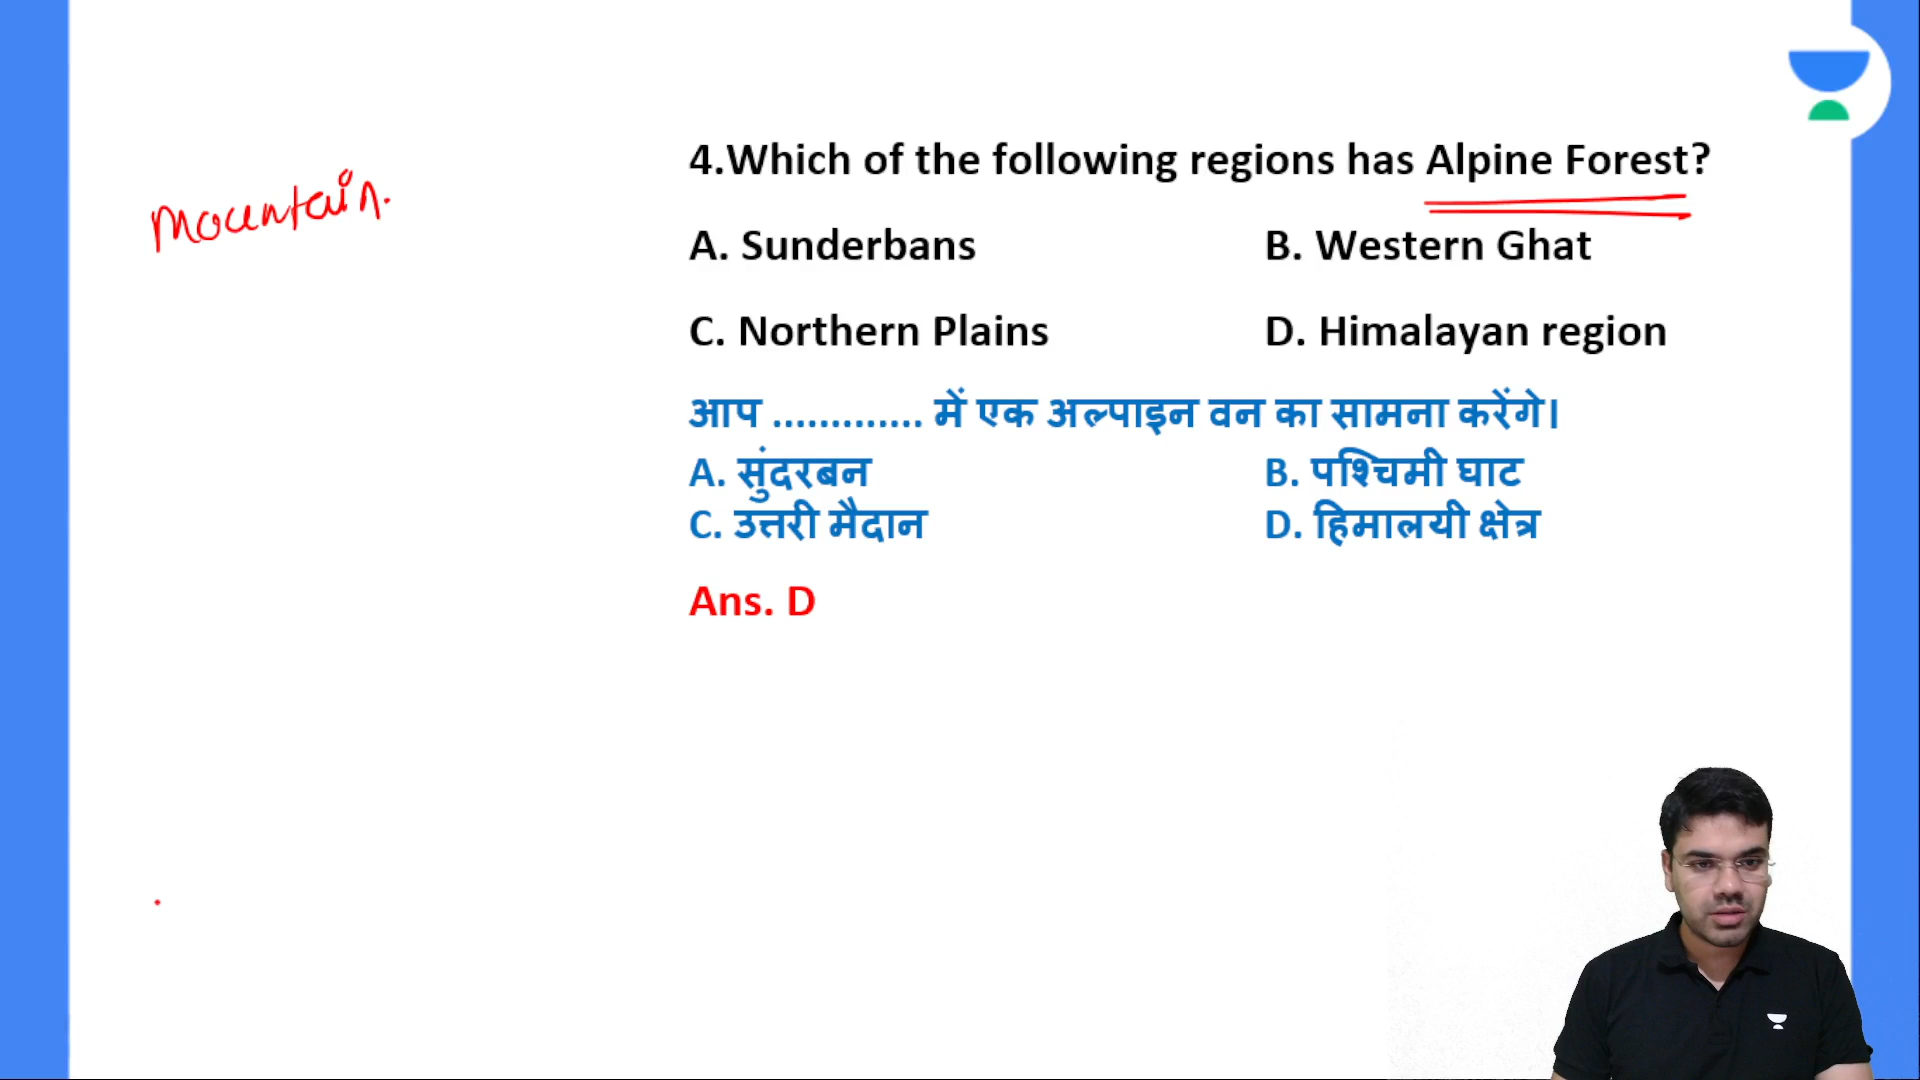 4.Which of the following regions has Alpine Forest?
mountain.
A. Sunderbans B. Western Ghat
C. Northern Plains D. Himalayan region
आप ............. में एक अल्पाइन वन का सामना करेंगे।
A. सुंदरबन B. पश्चिमी घाट
C. उत्तरी मैदान D. हिमालयी क्षेत्र
Ans. D